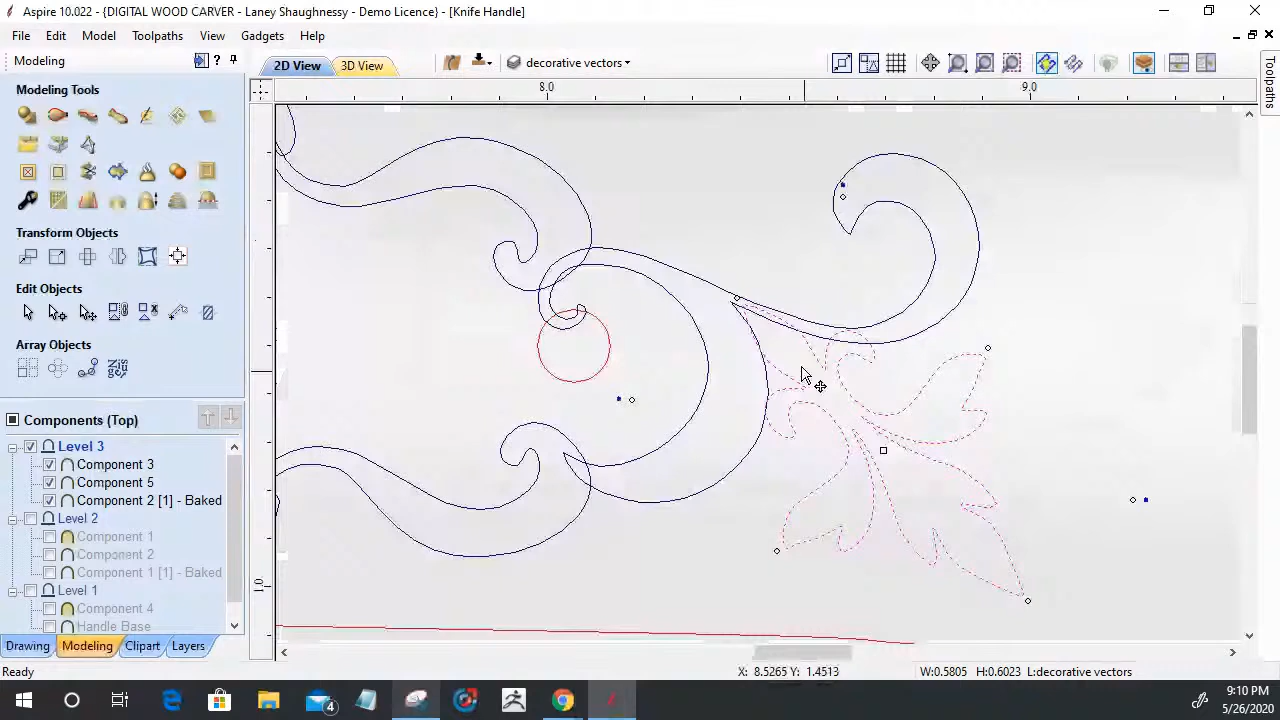 Aspire 10.022 - {DIGITAL WOOD CARVER - Laney Shaughnessy - Demo Licence} - [Knife Handle]
File Edit Model Toolpaths View Gadgets Help
Modeling ?
2D View 3D View decorative vectors
Toolpaths
8.0 9.0
Modeling Tools
Transform Objects
Edit Objects
Array Objects
Components (Top)
Level 3
Component 3
Component 5
Component 2 [1] - Baked
Level 2
Component 1
Component 2
Component 1 [1] - Baked
Level 1
Component 4
Handle Base
1.0
Drawing Modeling Clipart Layers
Ready X: 8.5265 Y: 1.4513 W:0.5805 H:0.6023 L:decorative vectors
4
9:10 PM
5/26/2020